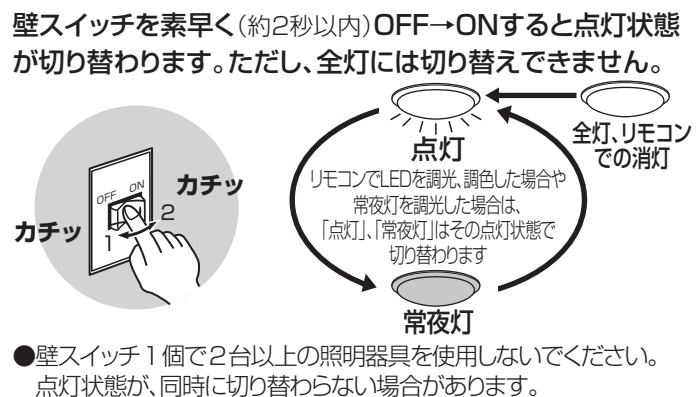 壁スイッチを素早く(約2秒以内)OFF→ONすると点灯状態
が切り替わります。ただし、全灯には切り替えできません。
カチッ
OFF ON
カチッ
1
2
点灯
全灯、リモコン
での消灯
リモコンでLEDを調光、調色した場合や
常夜灯を調光した場合は、
「点灯」、「常夜灯」はその点灯状態で
切り替わります
常夜灯
●壁スイッチ1個で2台以上の照明器具を使用しないでください。
点灯状態が、同時に切り替わらない場合があります。